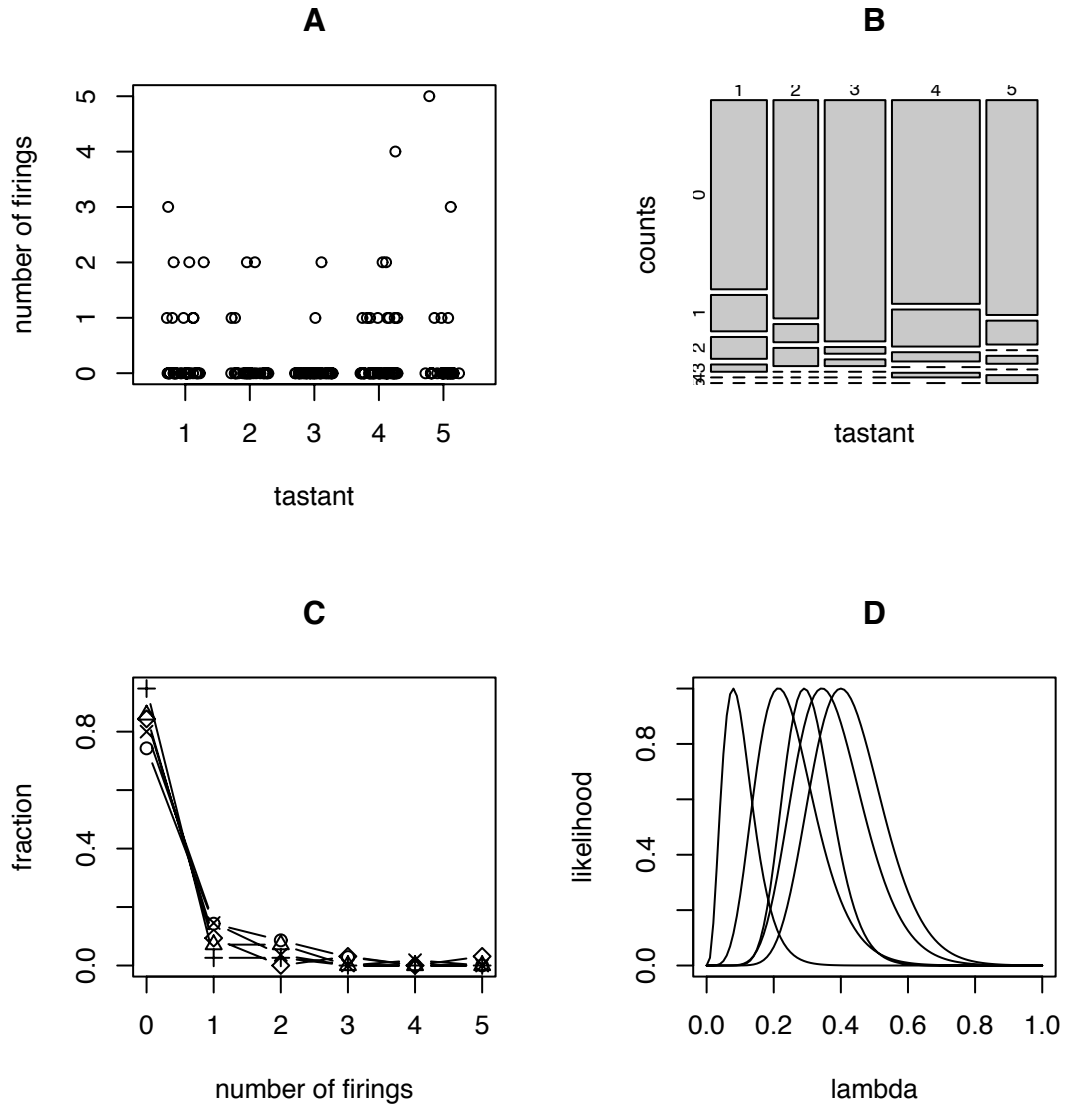 A
number of firings
5
4
3
2
1
0
1 2 3 4 5
tastant
B
1 2 3 4 5
counts
0
1
2
tastant
C
fraction
0.8
0.4
0.0
0 1 2 3 4 5
number of firings
D
likelihood
0.8
0.4
0.0
0.0 0.2 0.4 0.6 0.8 1.0
lambda